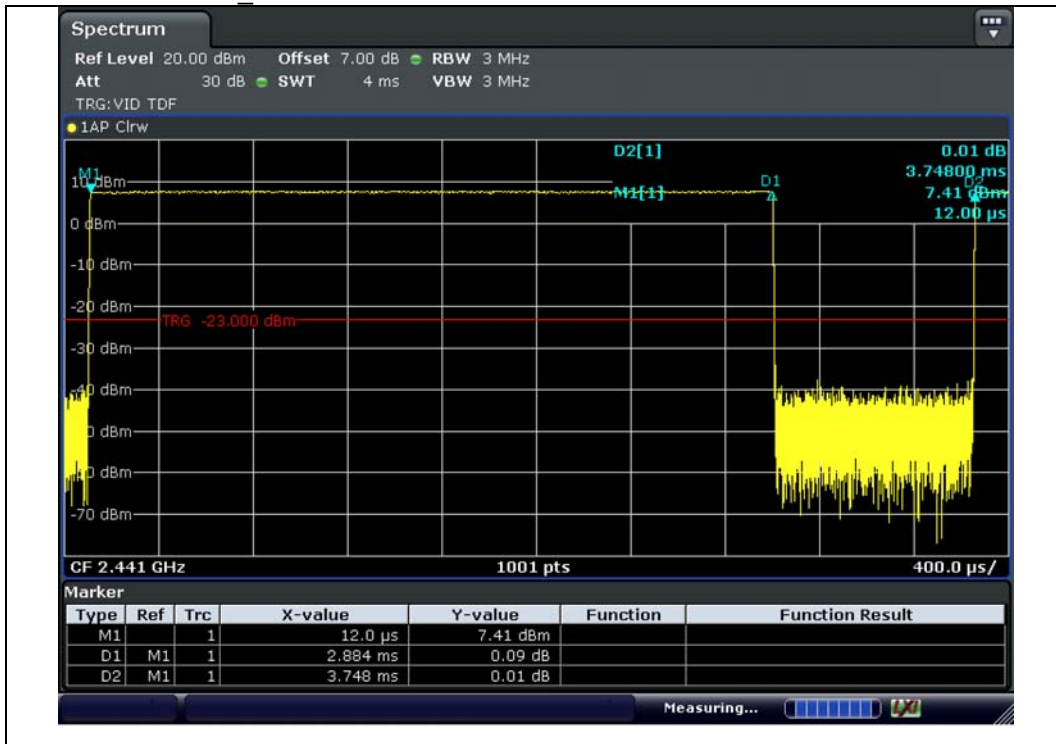 Spectrum
Ref Level 20.00 dBm Offset 7.00 dB RBW 3 MHz
Att 30 dB SWT 4 ms VBW 3 MHz
TRG:VID TDF
1AP Clrw
D2[1] 0.01 dB
3.74800 ms
M1[1] 7.41 dBm
12.00 µs
M1
D1
D2
10 dBm
0 dBm
-10 dBm
-20 dBm
TRG -23.000 dBm
-30 dBm
-40 dBm
0 dBm
0 dBm
-70 dBm
CF 2.441 GHz 1001 pts 400.0 µs/
Marker
Type Ref Trc X-value Y-value Function Function Result
M1 1 12.0 µs 7.41 dBm
D1 M1 1 2.884 ms 0.09 dB
D2 M1 1 3.748 ms 0.01 dB
Measuring... LXI